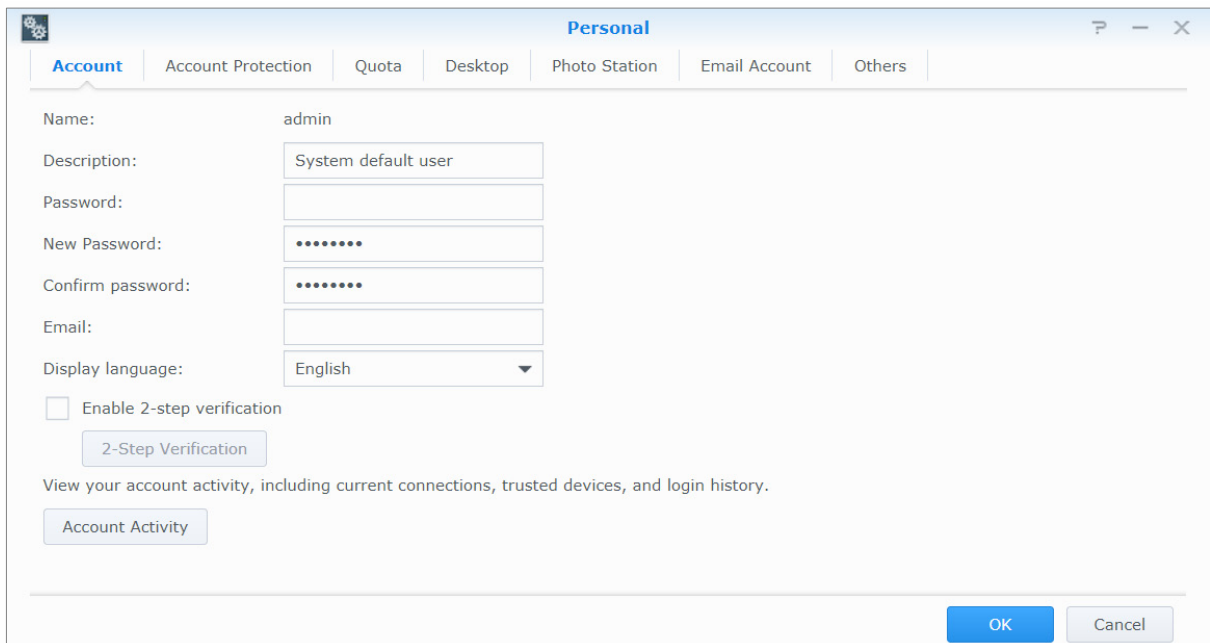 Personal
Account Account Protection Quota Desktop Photo Station Email Account Others
Name: admin
Description: System default user
Password:
New Password: ••••••••
Confirm password: ••••••••
Email:
Display language: English
Enable 2-step verification
2-Step Verification
View your account activity, including current connections, trusted devices, and login history.
Account Activity
OK Cancel